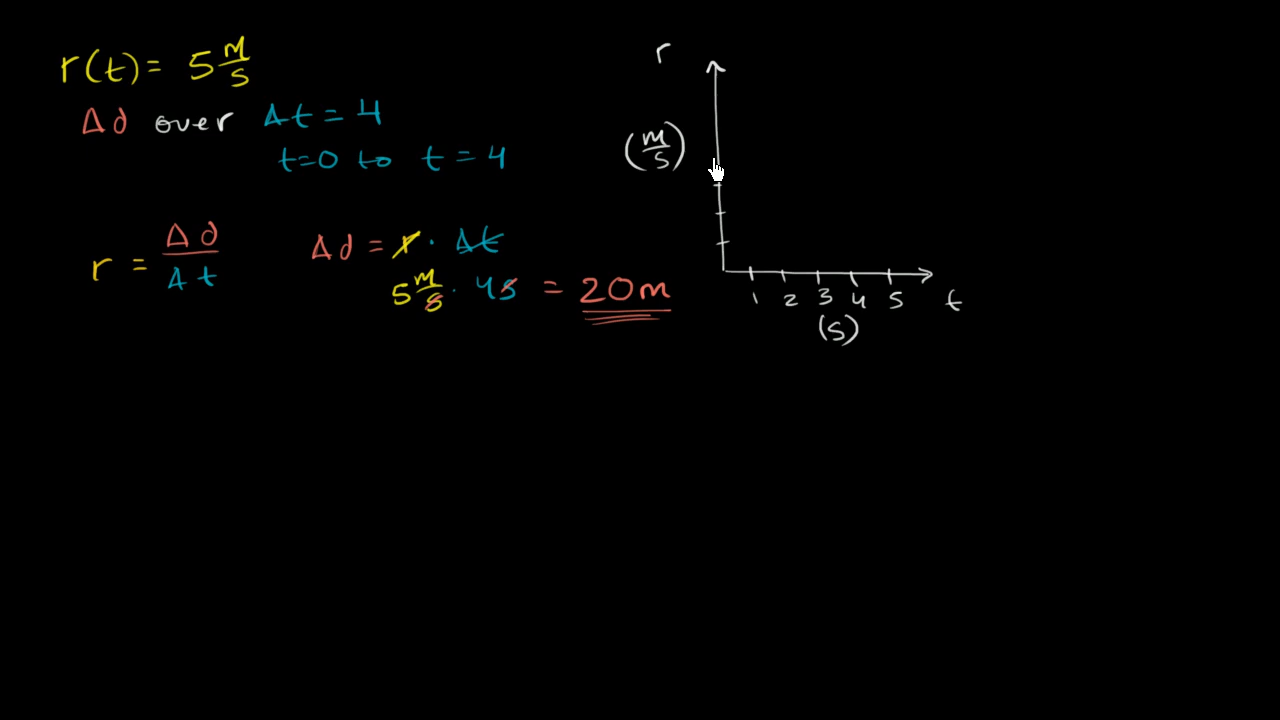 r(t) = 5 m/s
Δd over Δt = 4
t=0 to t = 4
r = Δd/Δt
Δd = r · Δt
5 m/s · 4s = 20m
r
(m/s)
1 2 3 4 5 t
(s)